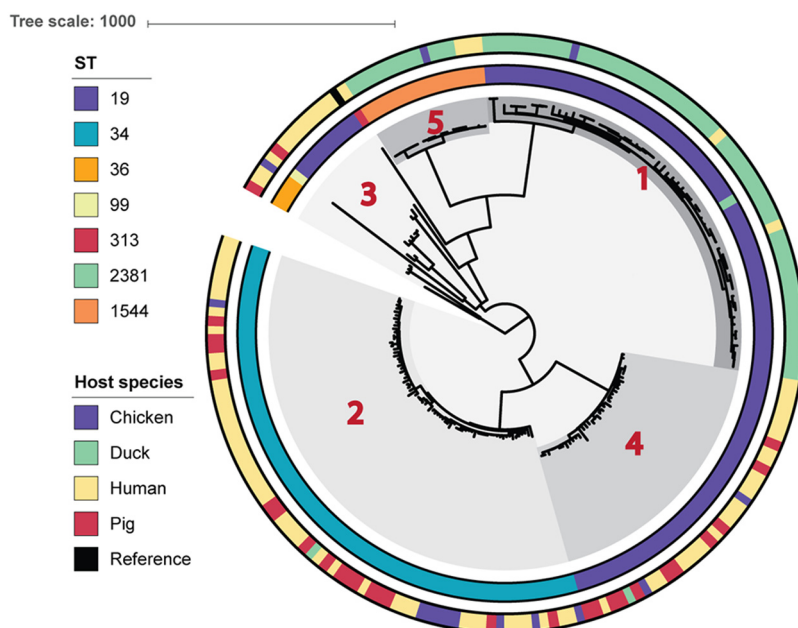 Tree scale: 1000
ST
19
34
36
99
313
2381
1544
Host species
Chicken
Duck
Human
Pig
Reference
5
1
3
2
4